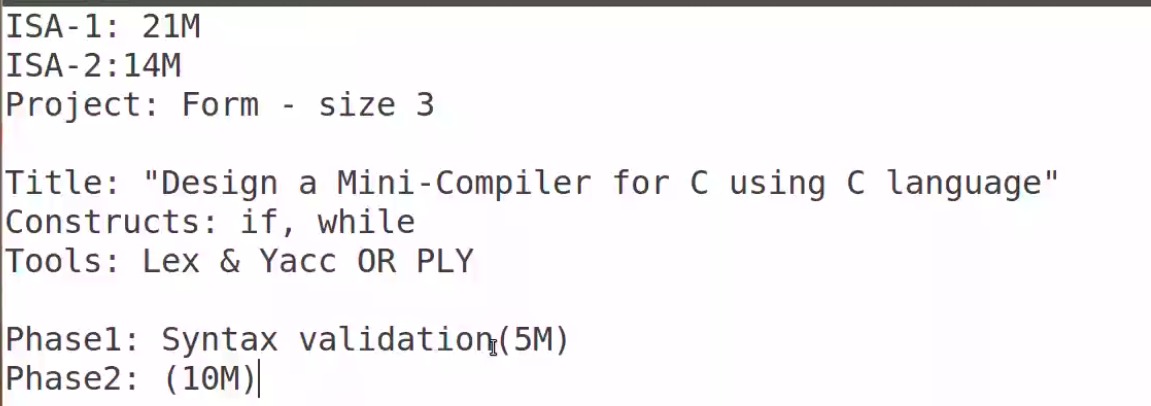 ISA-1: 21M
ISA-2:14M
Project: Form - size 3
Title: "Design a Mini-Compiler for C using C language"
Constructs: if, while
Tools: Lex & Yacc OR PLY
Phase1: Syntax validation(5M)
Phase2: (10M)